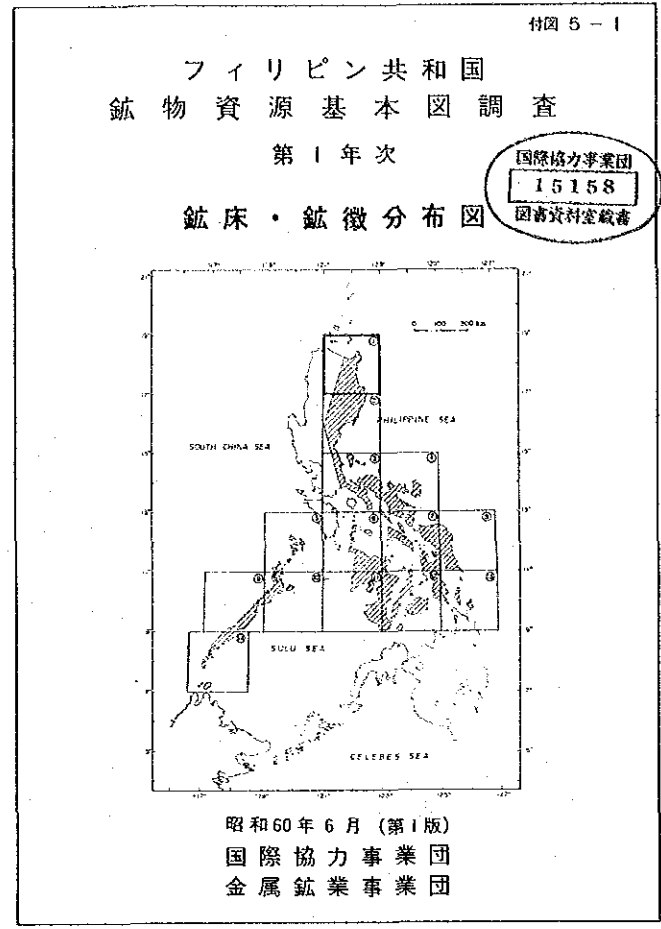 付図 5 - 1
フィリピン共和国
鉱物資源基本図調査
第 1 年次
国際協力事業団
15158
図書資料室蔵書
鉱床・鉱徴分布図
0 100 200 km
PHILIPPINE SEA
SOUTH CHINA SEA
SULU SEA
CELEBES SEA
昭和60年6月 (第1版)
国際協力事業団
金属鉱業事業団